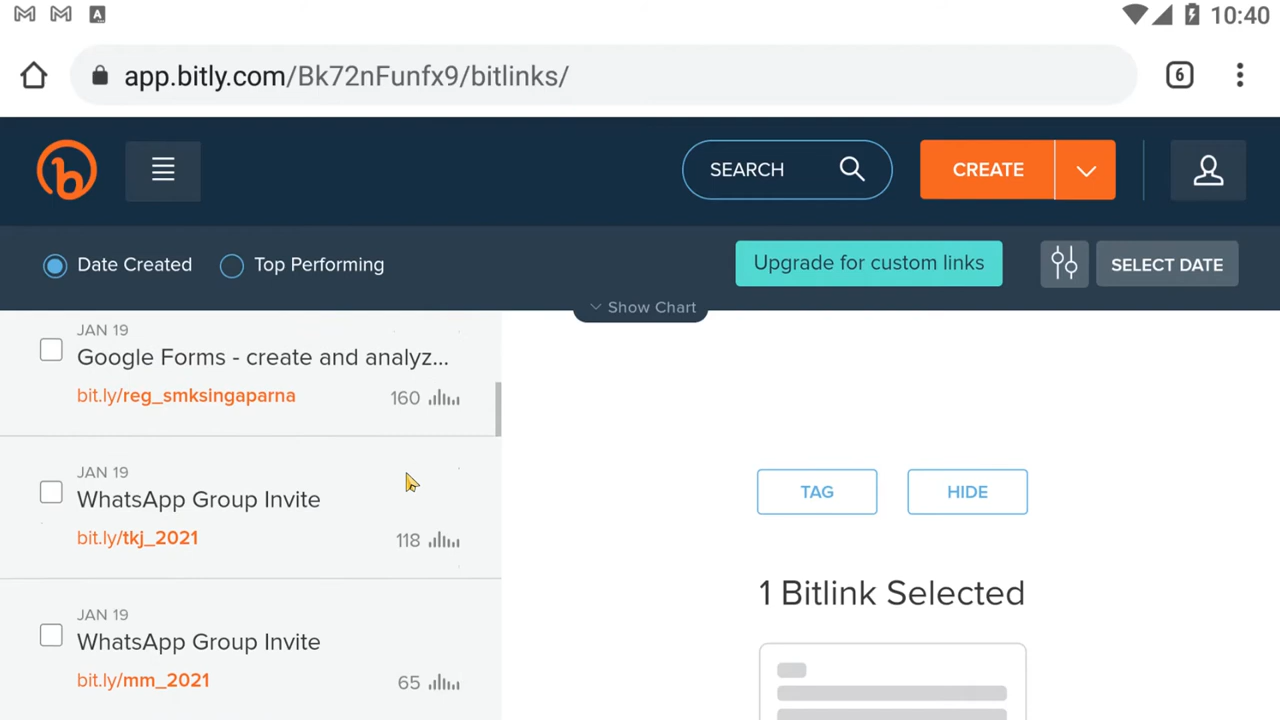 10:40
app.bitly.com/Bk72nFunfx9/bitlinks/
6
SEARCH
CREATE
Date Created
Top Performing
Upgrade for custom links
SELECT DATE
Show Chart
JAN 19
Google Forms - create and analyz...
bit.ly/reg_smksingaparna
160
JAN 19
WhatsApp Group Invite
bit.ly/tkj_2021
118
JAN 19
WhatsApp Group Invite
bit.ly/mm_2021
65
TAG
HIDE
1 Bitlink Selected